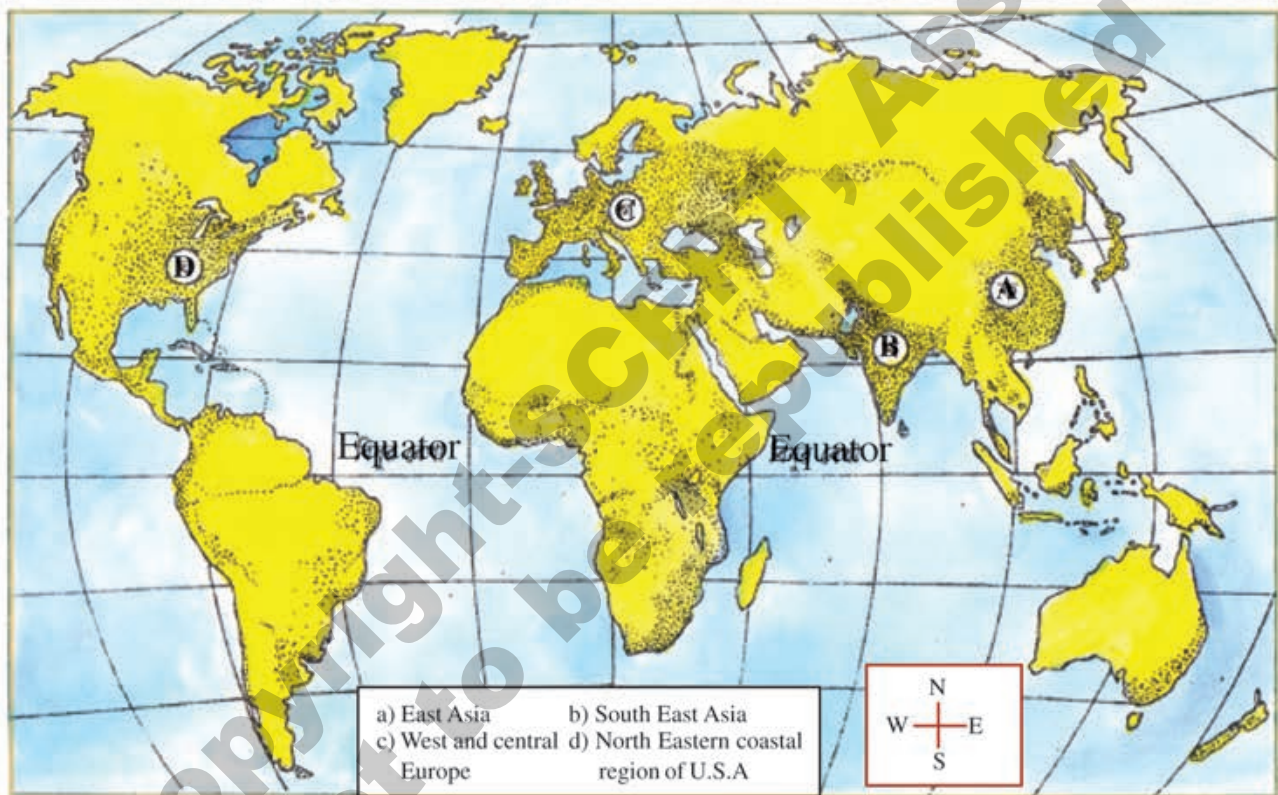 C
D
A
B
Equator
Equator
a) East Asia b) South East Asia
c) West and central d) North Eastern coastal
Europe region of U.S.A
N
W E
S